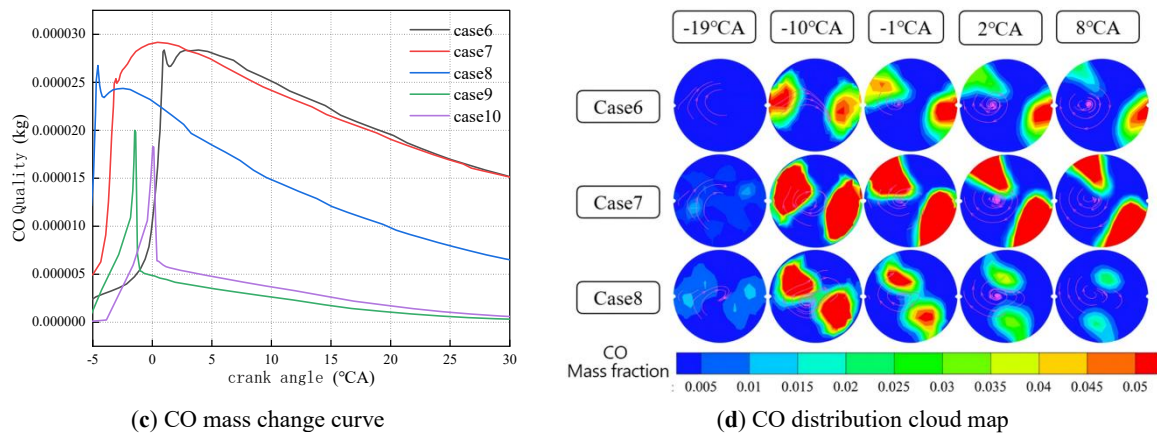 0.000030
0.000025
0.000020
0.000015
0.000010
0.000005
0.000000
CO Quality (kg)
-5 0 5 10 15 20 25 30
crank angle (°CA)
case6
case7
case8
case9
case10
(c) CO mass change curve
-19°CA -10°CA -1°CA 2°CA 8°CA
Case6
Case7
Case8
CO
Mass fraction
: 0.005 0.01 0.015 0.02 0.025 0.03 0.035 0.04 0.045 0.05
(d) CO distribution cloud map